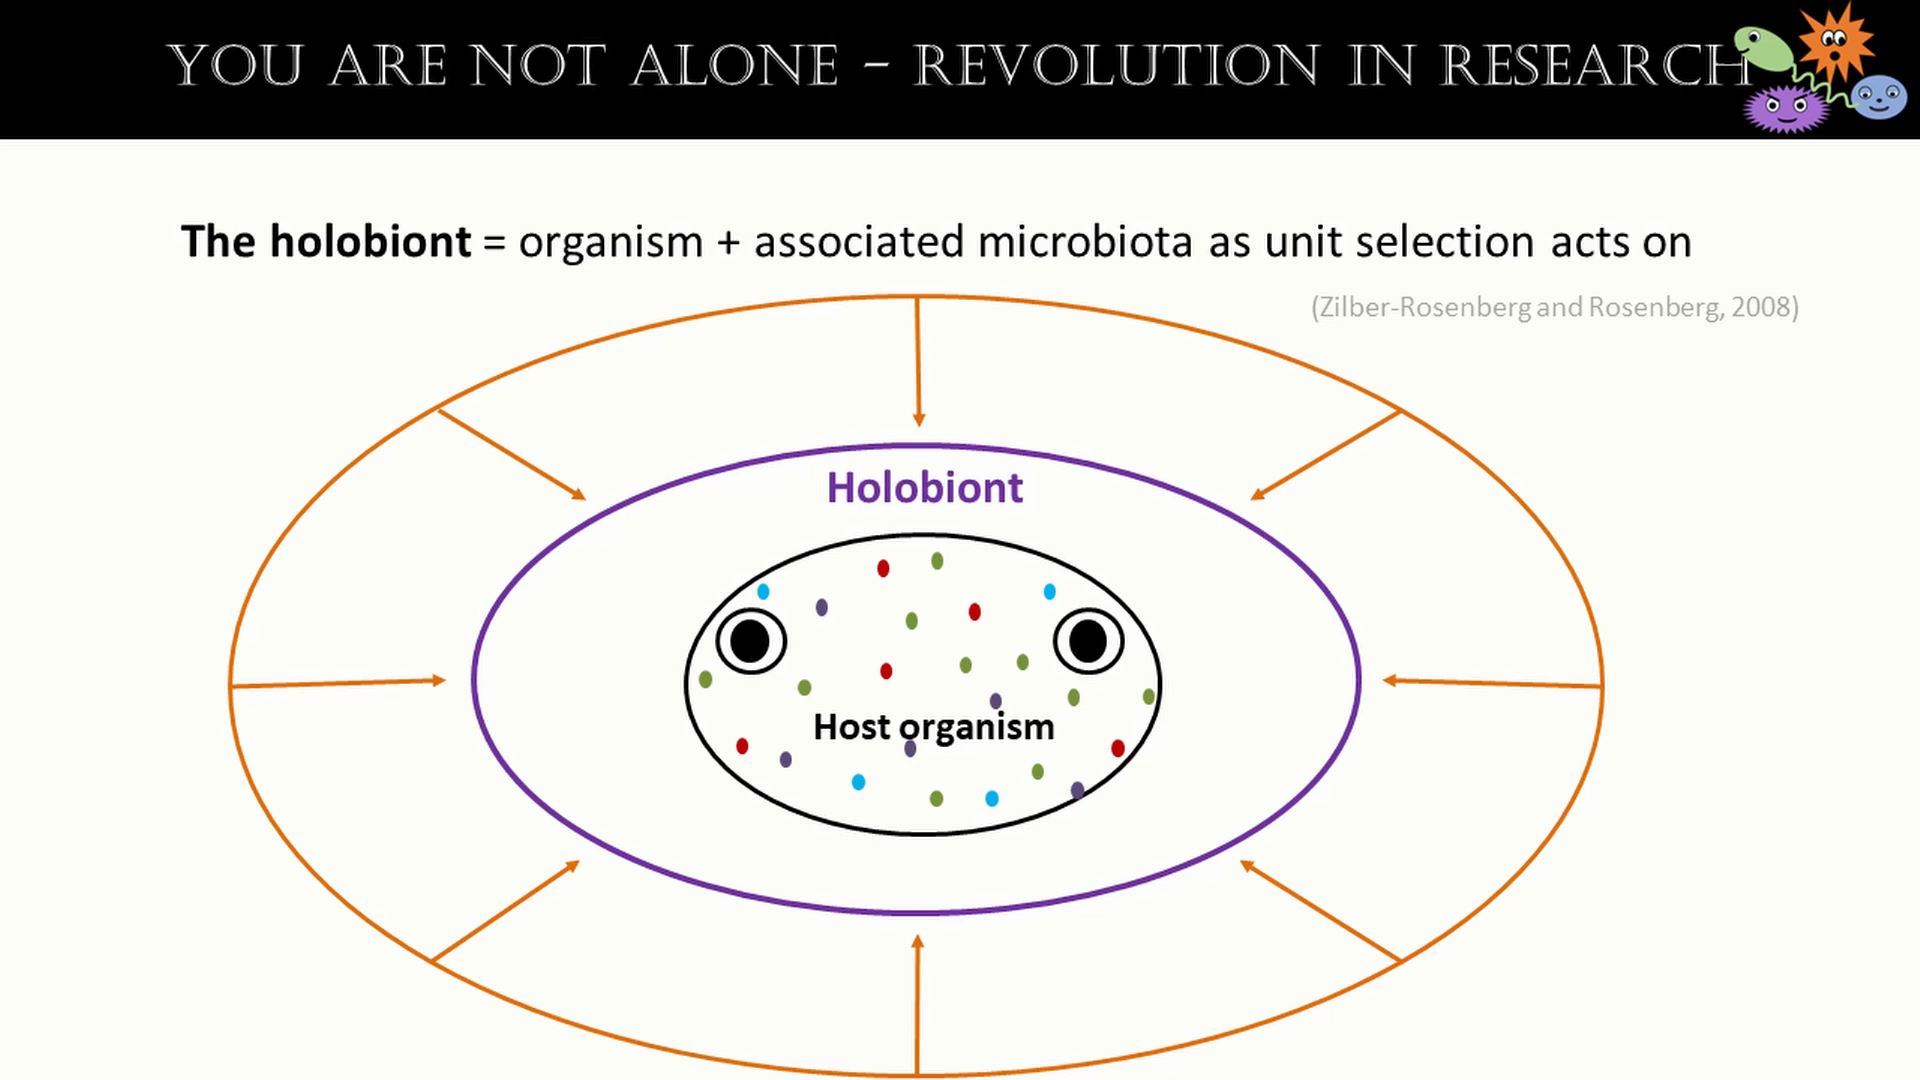 YOU ARE NOT ALONE – REVOLUTION IN RESEARCH
The holobiont = organism + associated microbiota as unit selection acts on
(Zilber-Rosenberg and Rosenberg, 2008)
Holobiont
Host organism